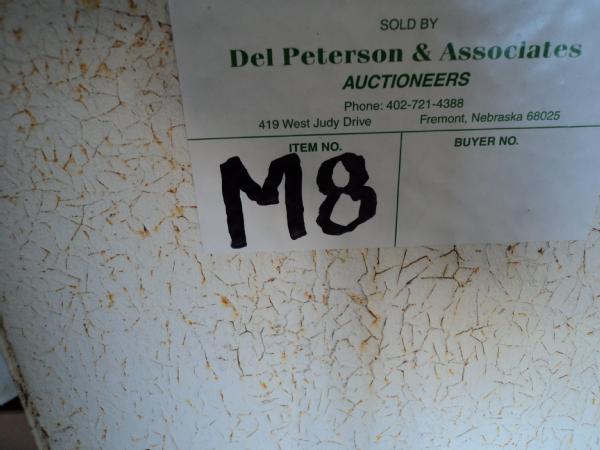 SOLD BY
Del Peterson & Associates
AUCTIONEERS
Phone: 402-721-4388
419 West Judy Drive Fremont, Nebraska 68025
ITEM NO. BUYER NO.
M8